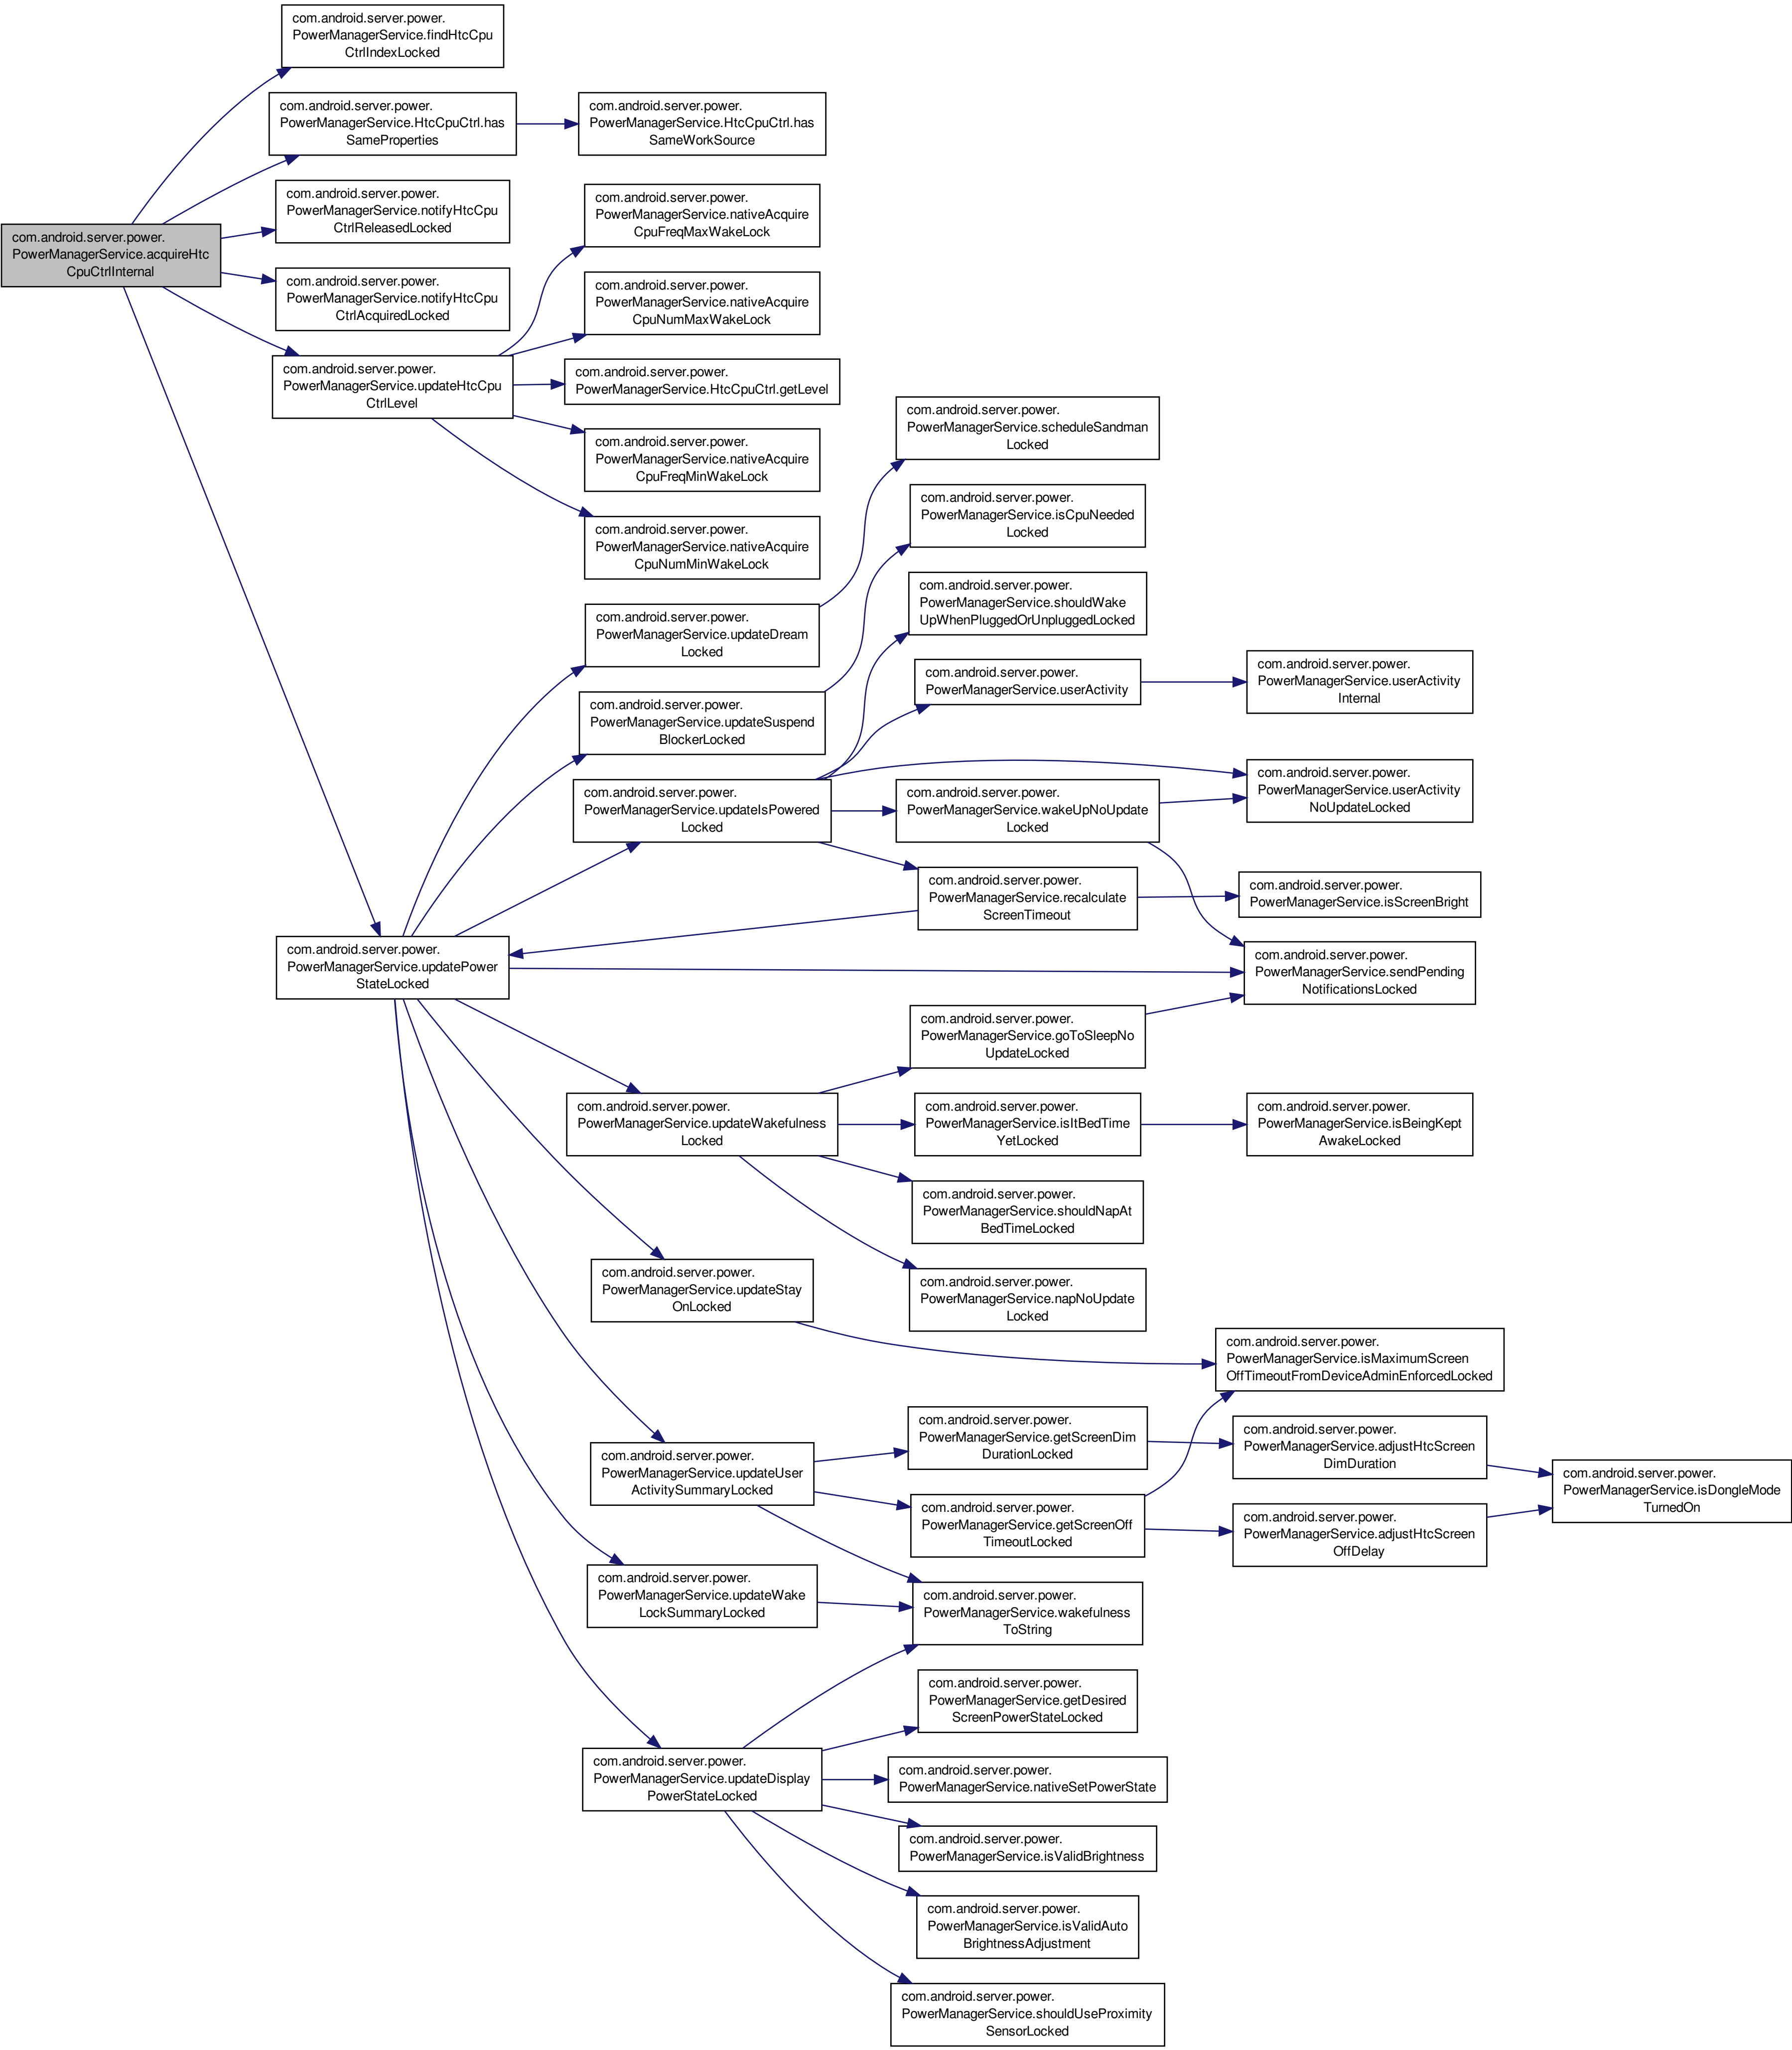 com.android.server.power.
PowerManagerService.findHtcCpu
CtrlIndexLocked
com.android.server.power.
PowerManagerService.HtcCpuCtrl.has
SameProperties
com.android.server.power.
PowerManagerService.HtcCpuCtrl.has
SameWorkSource
com.android.server.power.
PowerManagerService.notifyHtcCpu
CtrlReleasedLocked
com.android.server.power.
PowerManagerService.nativeAcquire
CpuFreqMaxWakeLock
com.android.server.power.
PowerManagerService.acquireHtc
CpuCtrlInternal
com.android.server.power.
PowerManagerService.notifyHtcCpu
CtrlAcquiredLocked
com.android.server.power.
PowerManagerService.nativeAcquire
CpuNumMaxWakeLock
com.android.server.power.
PowerManagerService.updateHtcCpu
CtrlLevel
com.android.server.power.
PowerManagerService.HtcCpuCtrl.getLevel
com.android.server.power.
PowerManagerService.scheduleSandman
Locked
com.android.server.power.
PowerManagerService.nativeAcquire
CpuFreqMinWakeLock
com.android.server.power.
PowerManagerService.isCpuNeeded
Locked
com.android.server.power.
PowerManagerService.nativeAcquire
CpuNumMinWakeLock
com.android.server.power.
PowerManagerService.shouldWake
UpWhenPluggedOrUnpluggedLocked
com.android.server.power.
PowerManagerService.updateDream
Locked
com.android.server.power.
PowerManagerService.userActivity
com.android.server.power.
PowerManagerService.userActivity
Internal
com.android.server.power.
PowerManagerService.updateSuspend
BlockerLocked
com.android.server.power.
PowerManagerService.userActivity
NoUpdateLocked
com.android.server.power.
PowerManagerService.updateIsPowered
Locked
com.android.server.power.
PowerManagerService.wakeUpNoUpdate
Locked
com.android.server.power.
PowerManagerService.recalculate
ScreenTimeout
com.android.server.power.
PowerManagerService.isScreenBright
com.android.server.power.
PowerManagerService.updatePower
StateLocked
com.android.server.power.
PowerManagerService.sendPending
NotificationsLocked
com.android.server.power.
PowerManagerService.goToSleepNo
UpdateLocked
com.android.server.power.
PowerManagerService.updateWakefulness
Locked
com.android.server.power.
PowerManagerService.isItBedTime
YetLocked
com.android.server.power.
PowerManagerService.isBeingKept
AwakeLocked
com.android.server.power.
PowerManagerService.shouldNapAt
BedTimeLocked
com.android.server.power.
PowerManagerService.updateStay
OnLocked
com.android.server.power.
PowerManagerService.napNoUpdate
Locked
com.android.server.power.
PowerManagerService.isMaximumScreen
OffTimeoutFromDeviceAdminEnforcedLocked
com.android.server.power.
PowerManagerService.getScreenDim
DurationLocked
com.android.server.power.
PowerManagerService.adjustHtcScreen
DimDuration
com.android.server.power.
PowerManagerService.updateUser
ActivitySummaryLocked
com.android.server.power.
PowerManagerService.isDongleMode
TurnedOn
com.android.server.power.
PowerManagerService.getScreenOff
TimeoutLocked
com.android.server.power.
PowerManagerService.adjustHtcScreen
OffDelay
com.android.server.power.
PowerManagerService.updateWake
LockSummaryLocked
com.android.server.power.
PowerManagerService.wakefulness
ToString
com.android.server.power.
PowerManagerService.getDesired
ScreenPowerStateLocked
com.android.server.power.
PowerManagerService.updateDisplay
PowerStateLocked
com.android.server.power.
PowerManagerService.nativeSetPowerState
com.android.server.power.
PowerManagerService.isValidBrightness
com.android.server.power.
PowerManagerService.isValidAuto
BrightnessAdjustment
com.android.server.power.
PowerManagerService.shouldUseProximity
SensorLocked